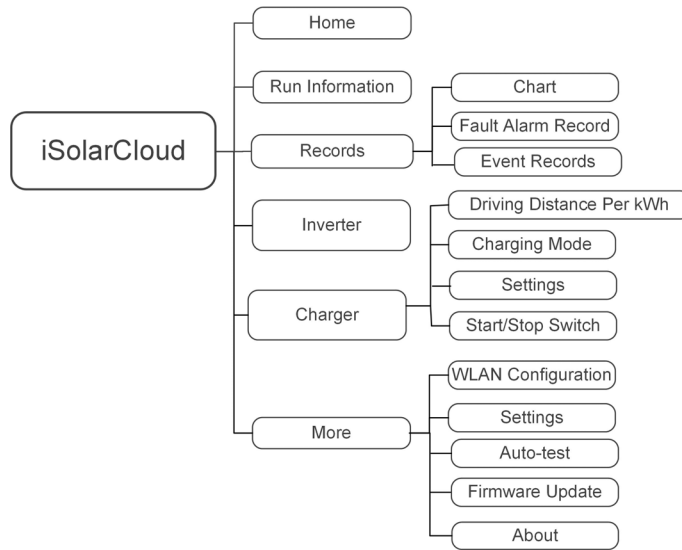 iSolarCloud
Home
Run Information
Records
Chart
Fault Alarm Record
Event Records
Inverter
Charger
Driving Distance Per kWh
Charging Mode
Settings
Start/Stop Switch
More
WLAN Configuration
Settings
Auto-test
Firmware Update
About